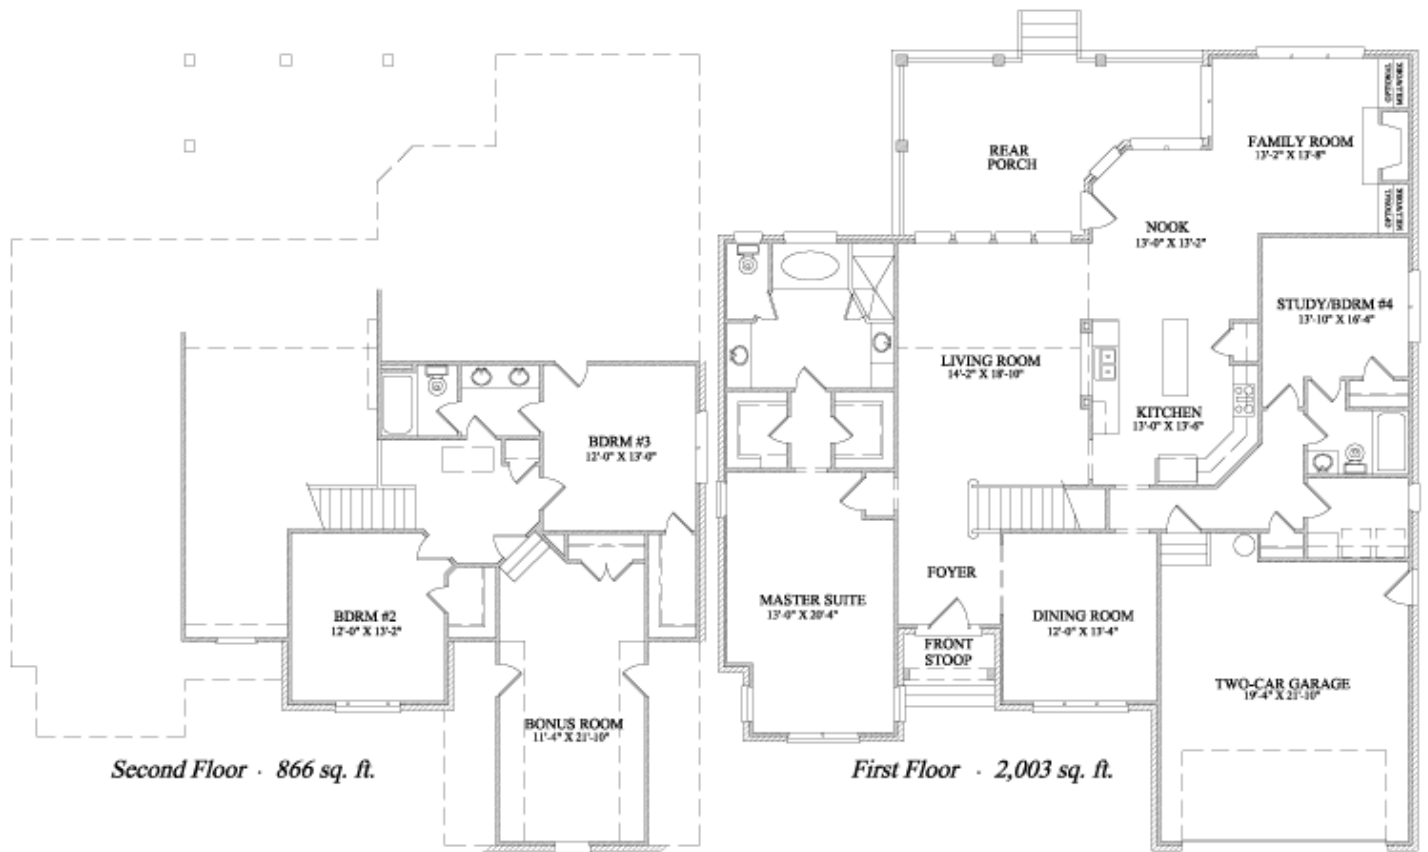 BDRM #3
12'-0" X 13'-0"
BDRM #2
12'-0" X 13'-2"
BONUS ROOM
11'-4" X 21'-10"
Second Floor · 866 sq. ft.
REAR
PORCH
FAMILY ROOM
13'-2" X 13'-8"
OPTIONAL
MILLWORK
OPTIONAL
MILLWORK
NOOK
13'-0" X 13'-2"
STUDY/BDRM #4
13'-10" X 16'-4"
LIVING ROOM
14'-2" X 18'-10"
KITCHEN
13'-0" X 13'-6"
FOYER
MASTER SUITE
13'-0" X 20'-4"
DINING ROOM
12'-0" X 13'-4"
FRONT
STOOP
TWO-CAR GARAGE
19'-4" X 21'-10"
First Floor · 2,003 sq. ft.